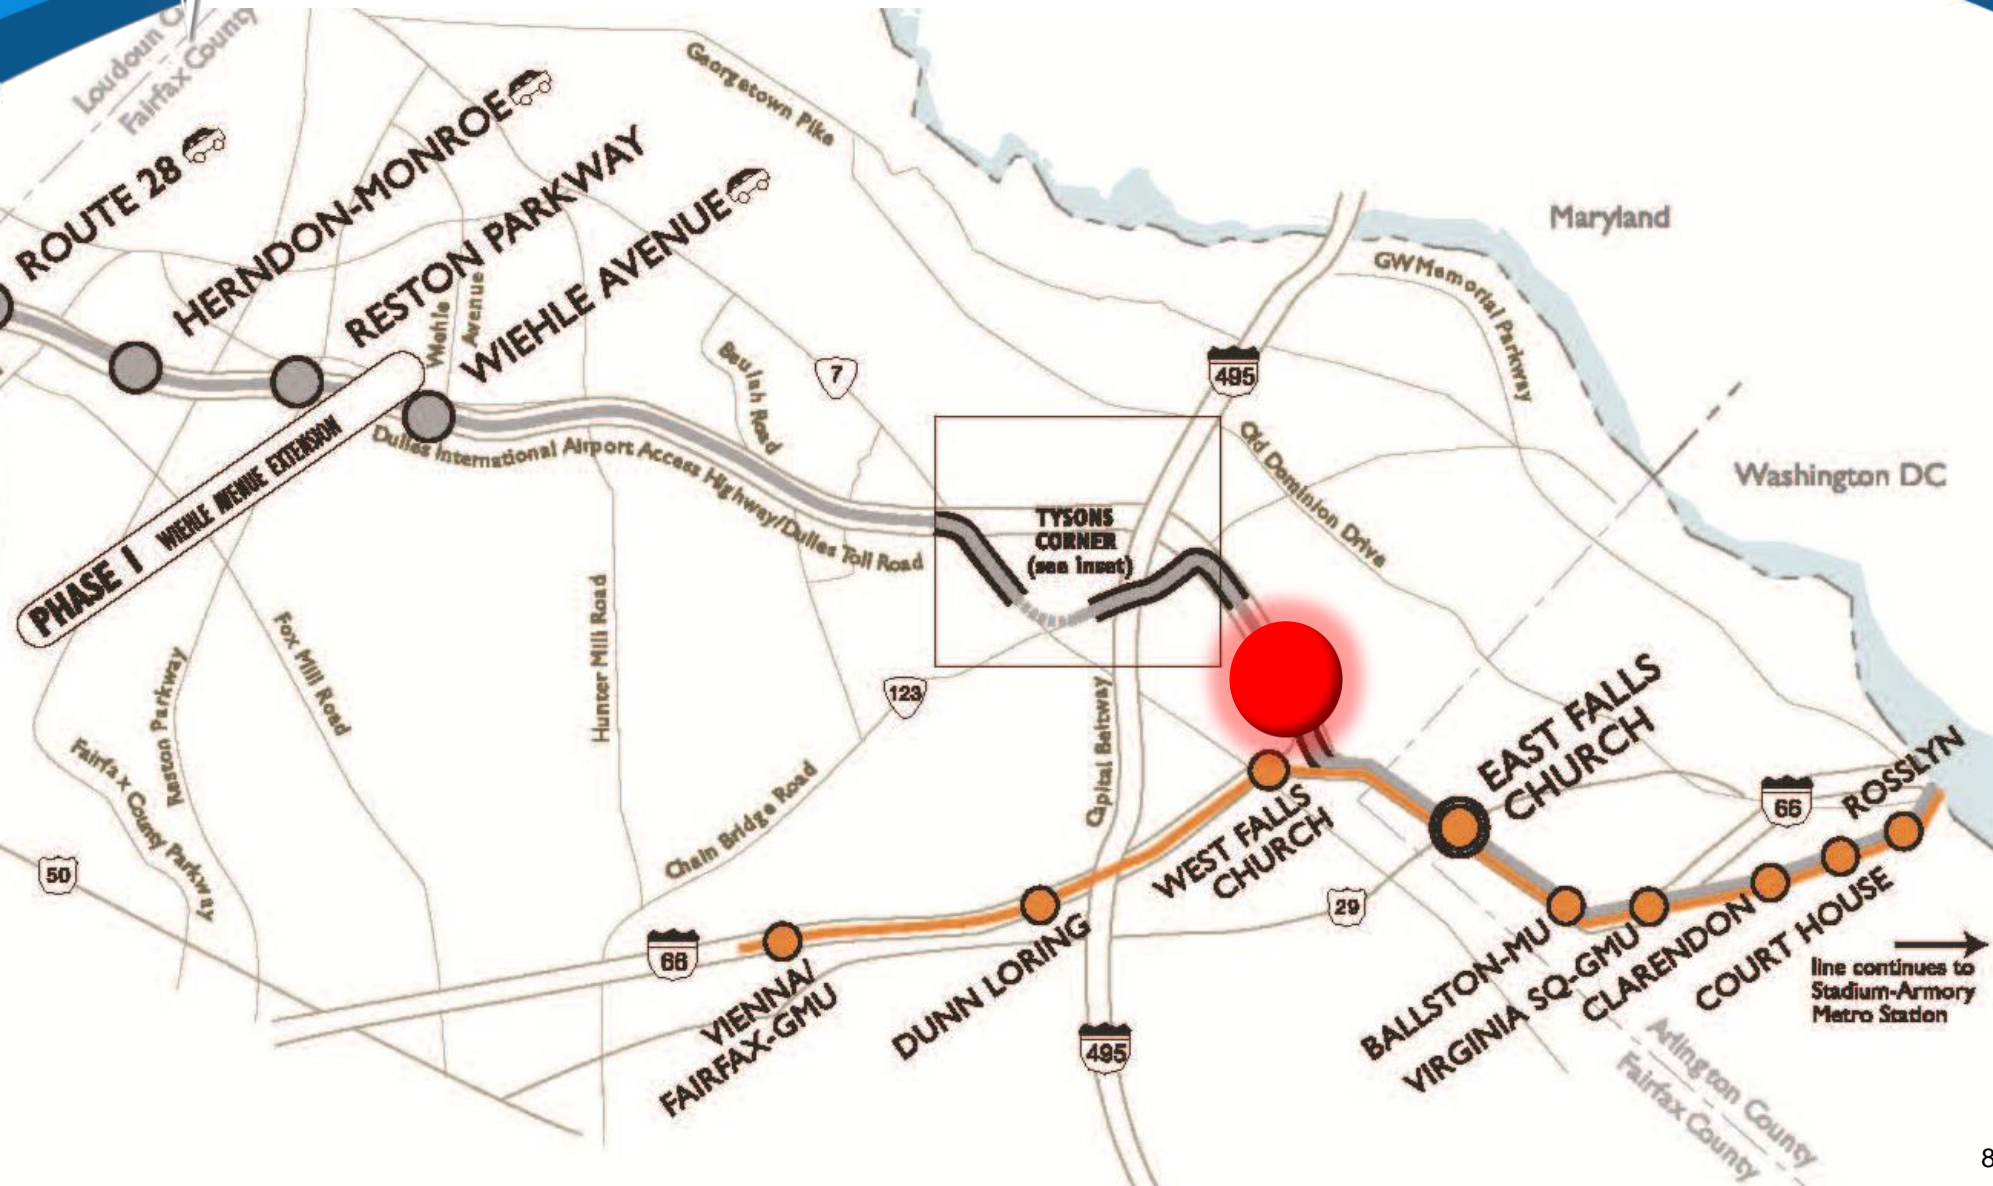 Loudoun
Fairfax County
ROUTE 28
HERNDON-MONROE
RESTON PARKWAY
WIEHLE AVENUE
Wiehle
Avenue
Georgetown Pike
Maryland
GW Memorial Parkway
7
495
Beulah Road
Old Dominion Drive
Washington DC
PHASE I WIEHLE AVENUE EXTENSION
Dulles International Airport Access Highway/Dulles Toll Road
TYSONS
CORNER
(see inset)
Fox Mill Road
Hunter Mill Road
Reston Parkway
123
Capital Beltway
Fairfax County Parkway
Chain Bridge Road
EAST FALLS
CHURCH
WEST FALLS
CHURCH
66
ROSSLYN
50
29
66
VIENNA/
FAIRFAX-GMU
DUNN LORING
495
BALLSTON-MU
VIRGINIA SQ-GMU
CLARENDON
COURT HOUSE
line continues to
Stadium-Armory
Metro Station
Arlington County
Fairfax County
8